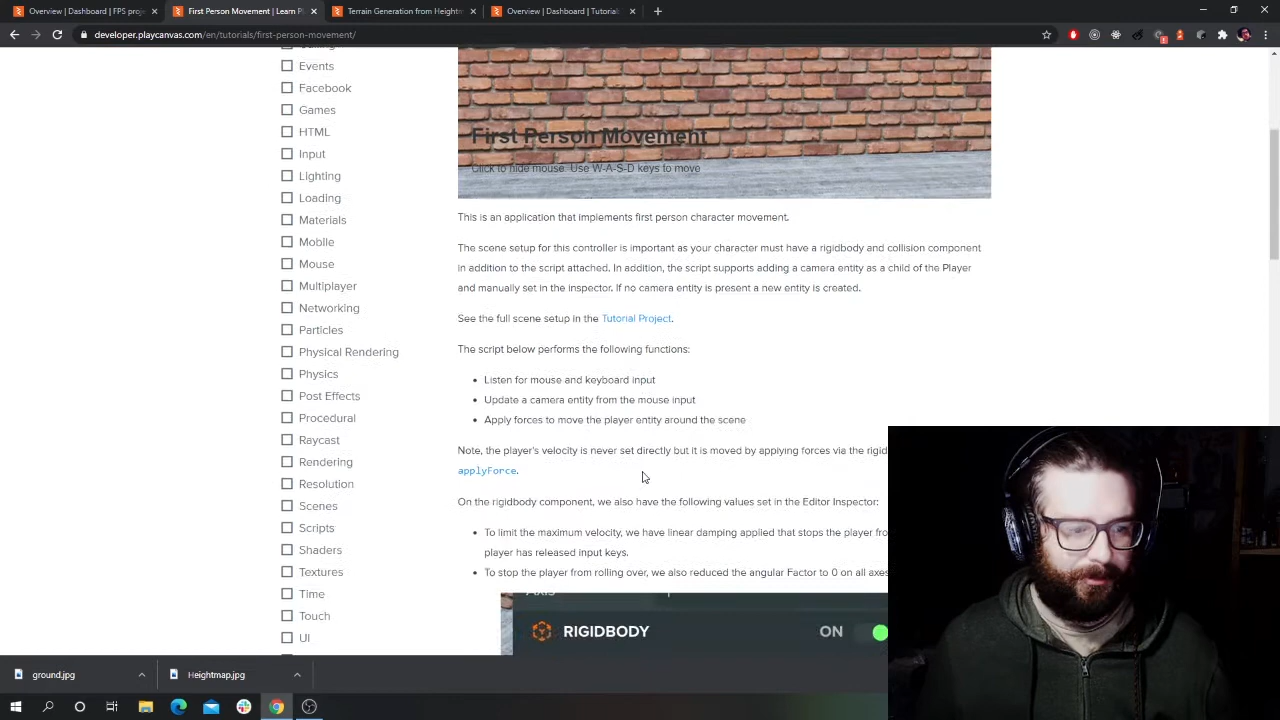 Overview | Dashboard | FPS proj
First Person Movement | Learn Pl
Terrain Generation from Heightm
Overview | Dashboard | Tutorial
developer.playcanvas.com/en/tutorials/first-person-movement/
Events
Facebook
Games
HTML
Input
Lighting
Loading
Materials
Mobile
Mouse
Multiplayer
Networking
Particles
Physical Rendering
Physics
Post Effects
Procedural
Raycast
Rendering
Resolution
Scenes
Scripts
Shaders
Textures
Time
Touch
UI
First Person Movement
Click to hide mouse. Use W-A-S-D keys to move
This is an application that implements first person character movement.
The scene setup for this controller is important as your character must have a rigidbody and collision component
in addition to the script attached. In addition, the script supports adding a camera entity as a child of the Player
and manually set in the inspector. If no camera entity is present a new entity is created.
See the full scene setup in the Tutorial Project.
The script below performs the following functions:
• Listen for mouse and keyboard input
• Update a camera entity from the mouse input
• Apply forces to move the player entity around the scene
Note, the player's velocity is never set directly but it is moved by applying forces via the rigid
applyForce.
On the rigidbody component, we also have the following values set in the Editor Inspector:
• To limit the maximum velocity, we have linear damping applied that stops the player fro
player has released input keys.
• To stop the player from rolling over, we also reduced the angular Factor to 0 on all axes
RIGIDBODY
ON
ground.jpg
Heightmap.jpg